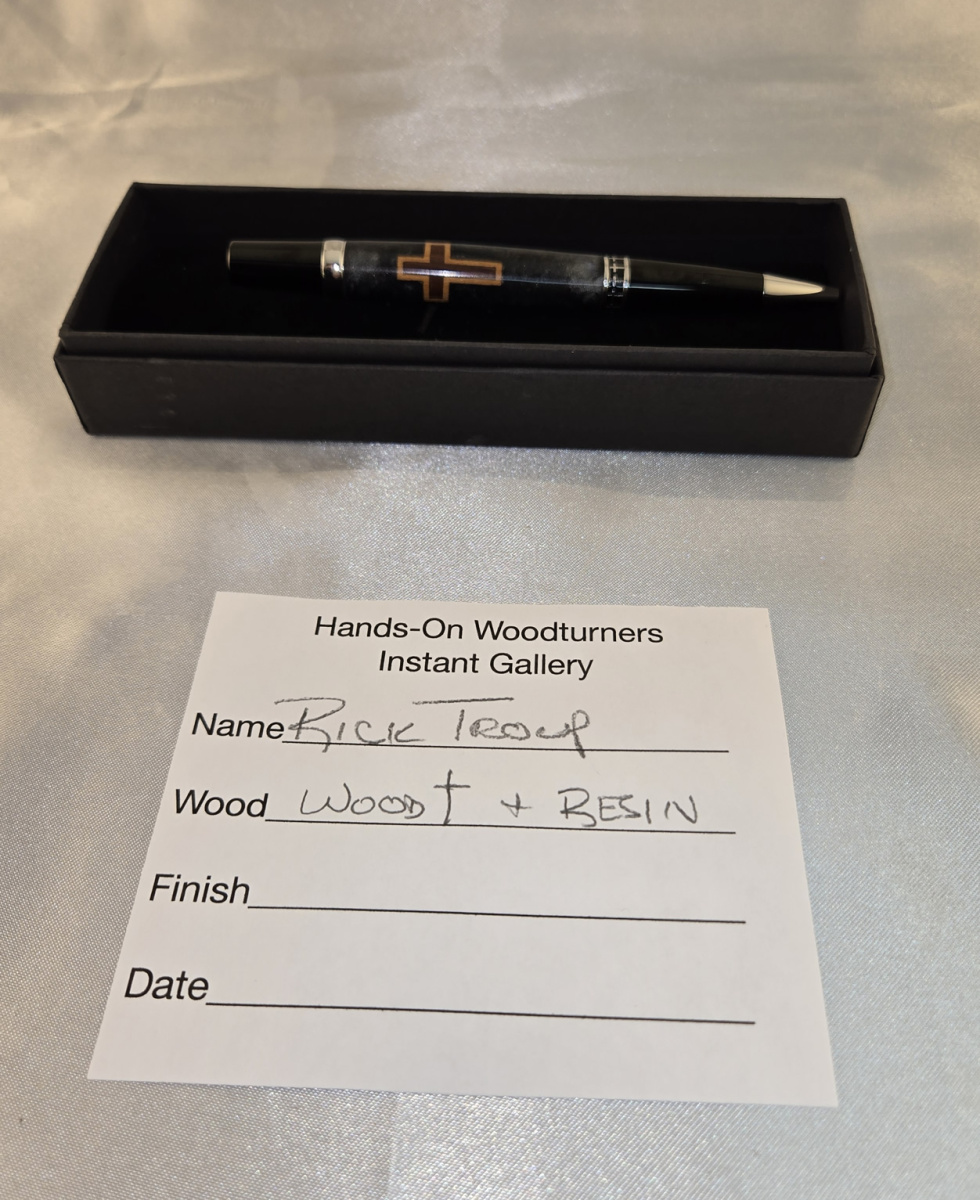 Hands-On Woodturners
Instant Gallery
Name RICK TROUP
Wood WOOD † + RESIN
Finish
Date